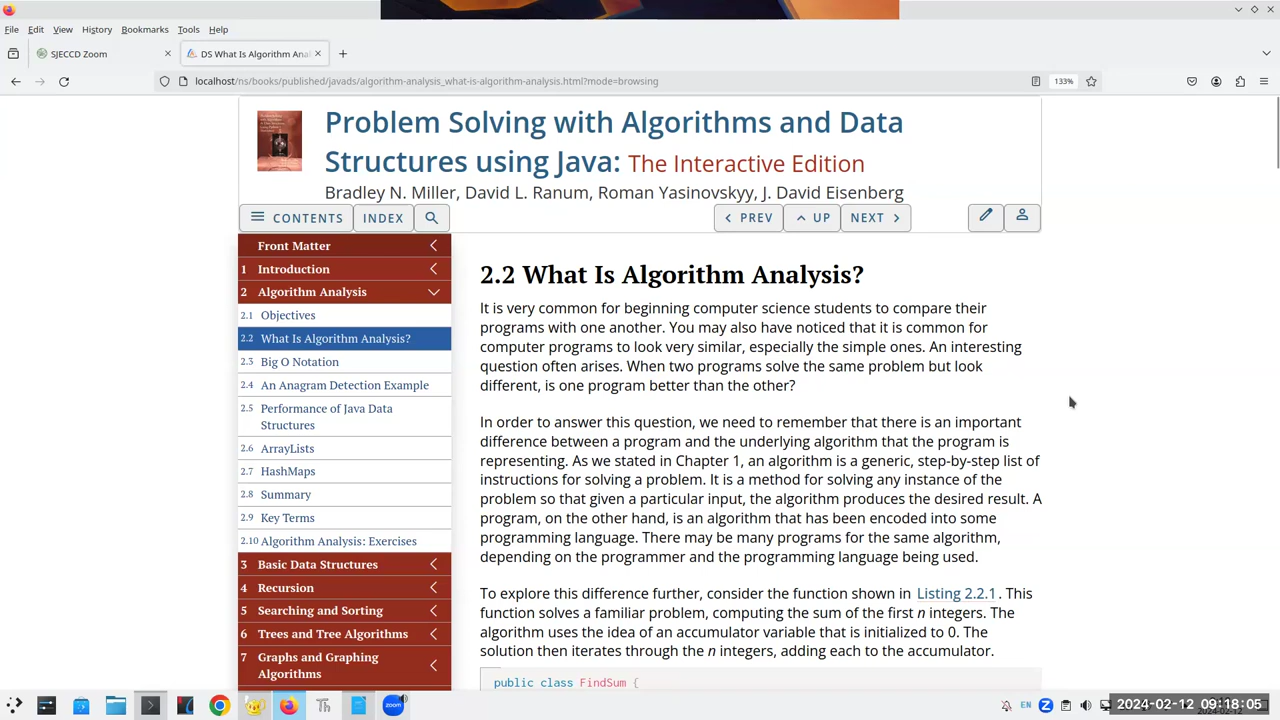 File Edit View History Bookmarks Tools Help
SJECCD Zoom
DS What Is Algorithm Anal
localhost/ns/books/published/javads/algorithm-analysis_what-is-algorithm-analysis.html?mode=browsing
133%
Problem Solving with Algorithms and Data
Structures using Java: The Interactive Edition
Bradley N. Miller, David L. Ranum, Roman Yasinovskyy, J. David Eisenberg
CONTENTS INDEX PREV UP NEXT
Front Matter
1 Introduction
2 Algorithm Analysis
2.1 Objectives
2.2 What Is Algorithm Analysis?
2.3 Big O Notation
2.4 An Anagram Detection Example
2.5 Performance of Java Data
Structures
2.6 ArrayLists
2.7 HashMaps
2.8 Summary
2.9 Key Terms
2.10 Algorithm Analysis: Exercises
3 Basic Data Structures
4 Recursion
5 Searching and Sorting
6 Trees and Tree Algorithms
7 Graphs and Graphing
Algorithms
2.2 What Is Algorithm Analysis?
It is very common for beginning computer science students to compare their
programs with one another. You may also have noticed that it is common for
computer programs to look very similar, especially the simple ones. An interesting
question often arises. When two programs solve the same problem but look
different, is one program better than the other?
In order to answer this question, we need to remember that there is an important
difference between a program and the underlying algorithm that the program is
representing. As we stated in Chapter 1, an algorithm is a generic, step-by-step list of
instructions for solving a problem. It is a method for solving any instance of the
problem so that given a particular input, the algorithm produces the desired result. A
program, on the other hand, is an algorithm that has been encoded into some
programming language. There may be many programs for the same algorithm,
depending on the programmer and the programming language being used.
To explore this difference further, consider the function shown in Listing 2.2.1. This
function solves a familiar problem, computing the sum of the first n integers. The
algorithm uses the idea of an accumulator variable that is initialized to 0. The
solution then iterates through the n integers, adding each to the accumulator.
public class FindSum {
Th
zoom
EN
2024-02-12 09:18:05